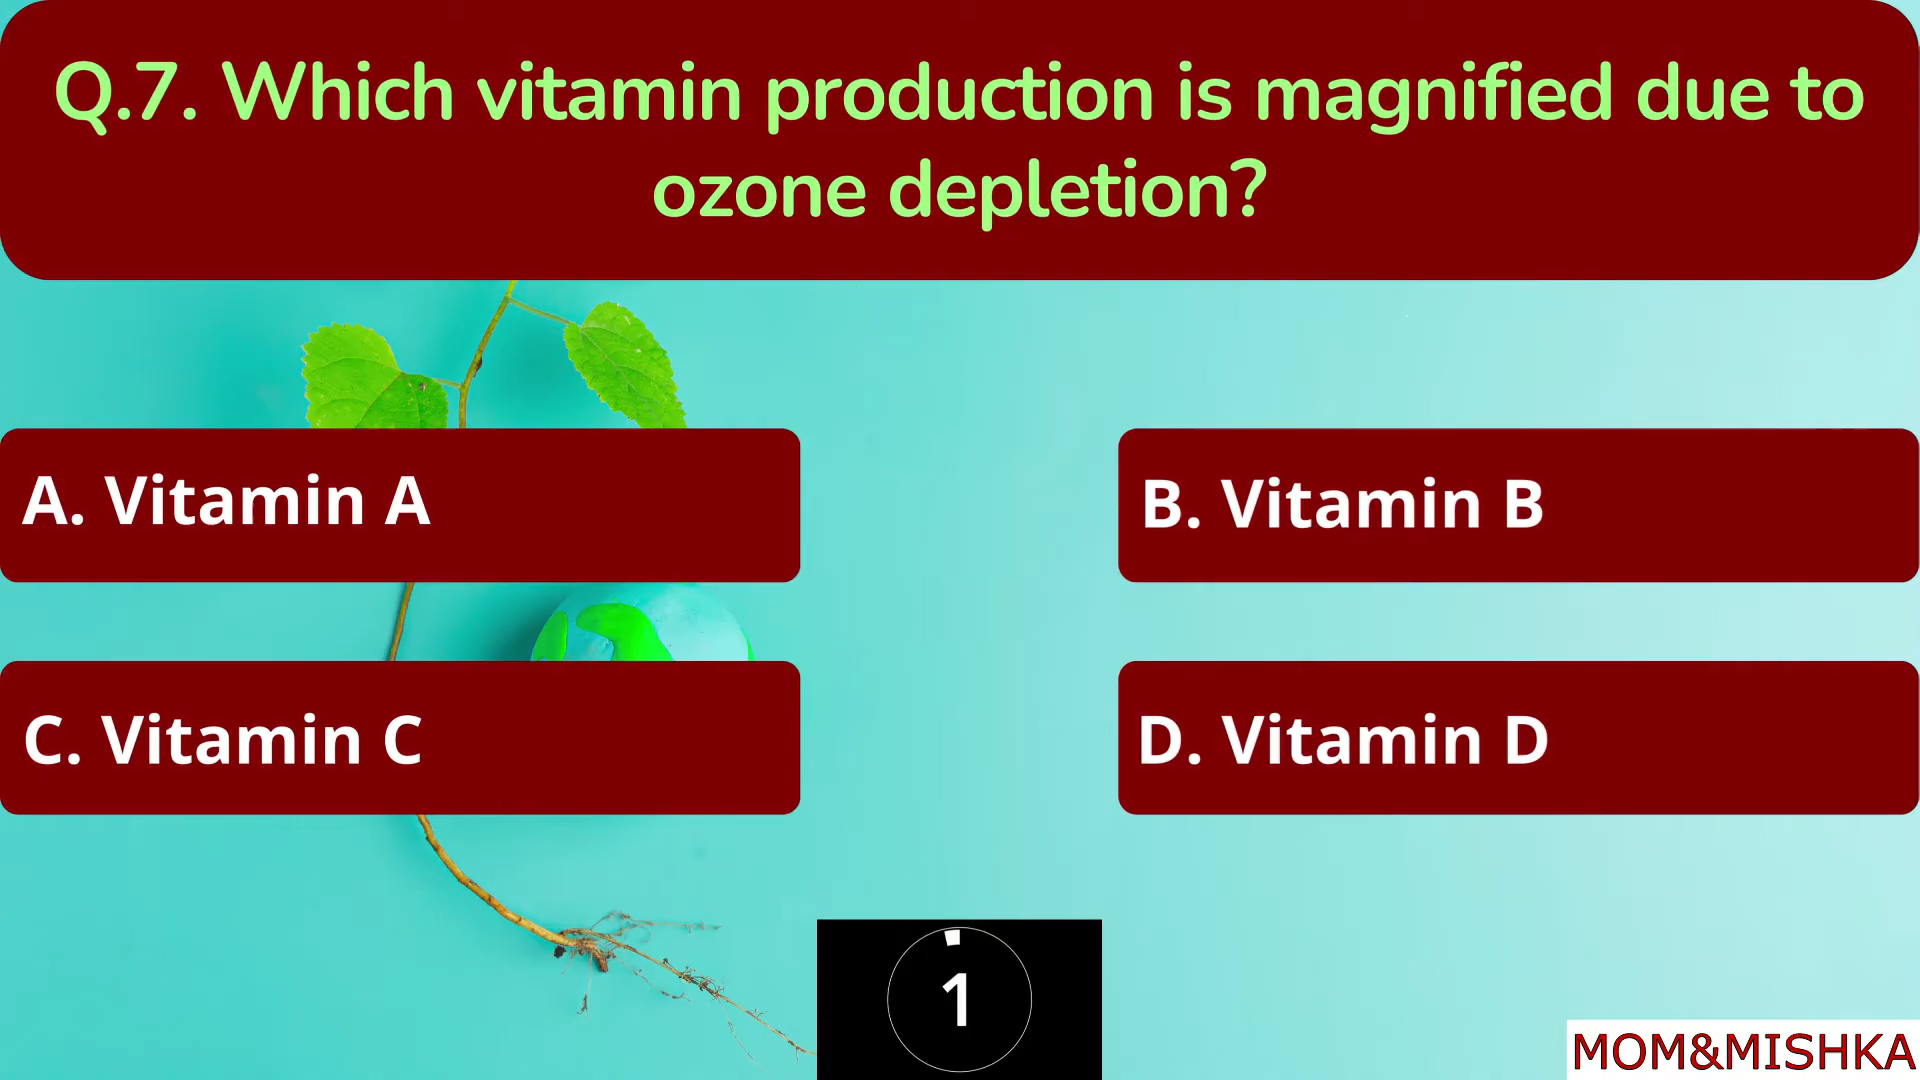 Q.7. Which vitamin production is magnified due to
ozone depletion?
A. Vitamin A
B. Vitamin B
C. Vitamin C
D. Vitamin D
1
MOM&MISHKA